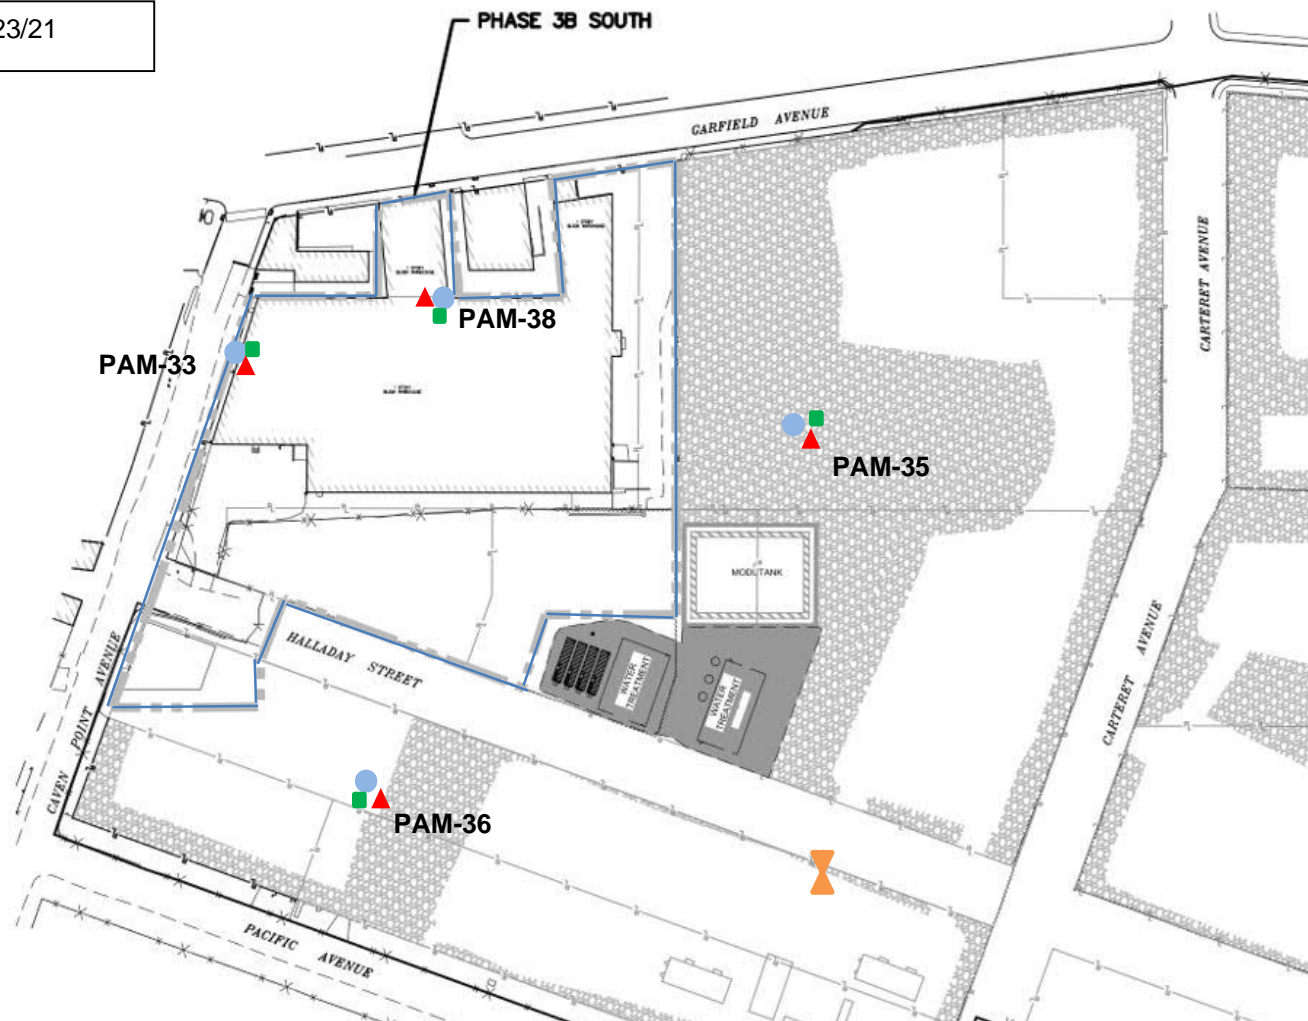 23/21
PHASE 3B SOUTH
GARFIELD AVENUE
CARTERET AVENUE
PAM-38
PAM-33
PAM-35
MODUTANK
HALLADAY STREET
WATER
TREATMENT
WATER
TREATMENT
CAVEN POINT AVENUE
CARTERET AVENUE
PAM-36
PACIFIC
AVENUE